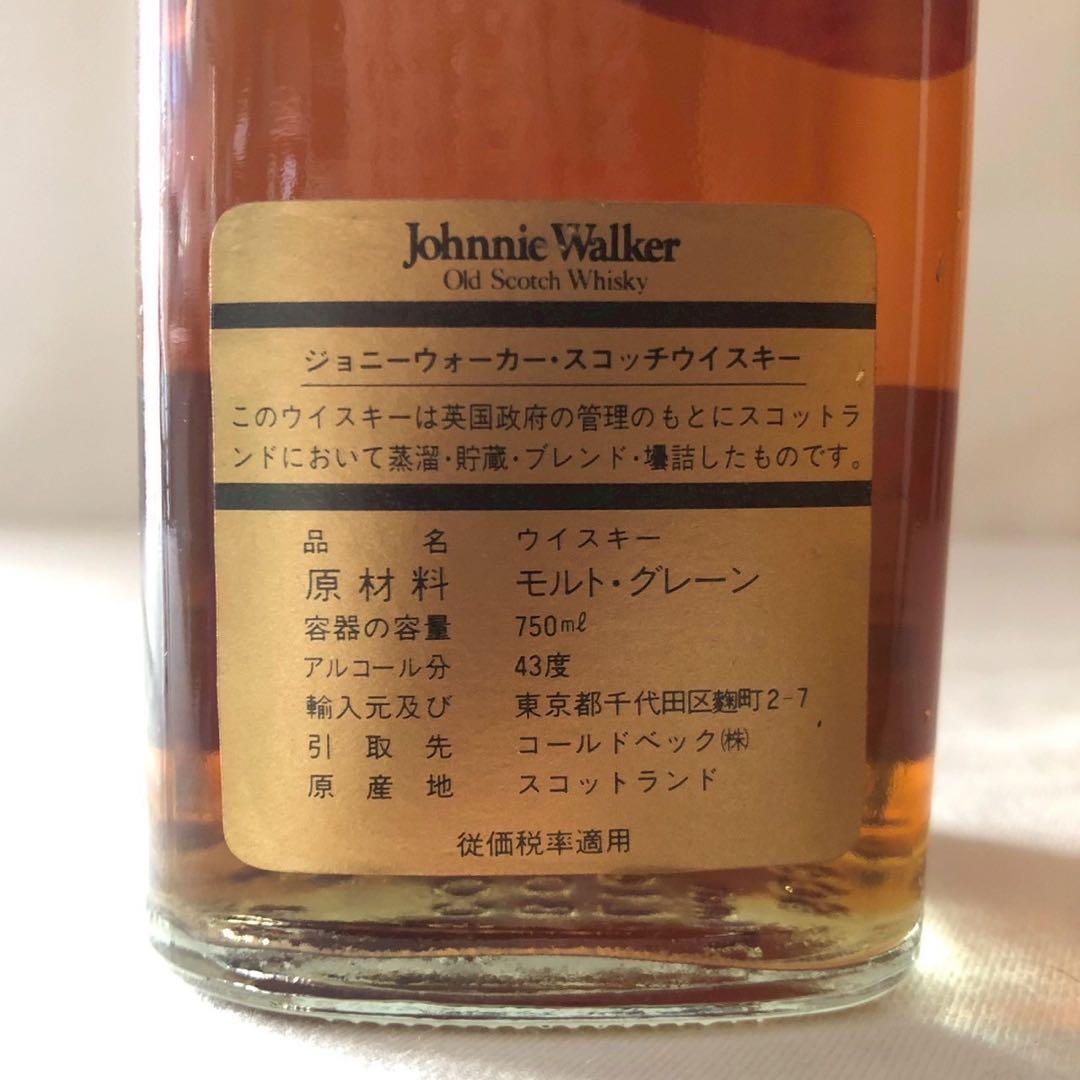 Johnnie Walker
Old Scotch Whisky
ジョニーウォーカー・スコッチウイスキー
このウイスキーは英国政府の管理のもとにスコットラ
ンドにおいて蒸溜・貯蔵・ブレンド・壜詰したものです。
品名 ウイスキー
原材料 モルト・グレーン
容器の容量 750ml
アルコール分 43度
輸入元及び 東京都千代田区麴町2-7
引取先 コールドベック㈱
原産地 スコットランド
従価税率適用